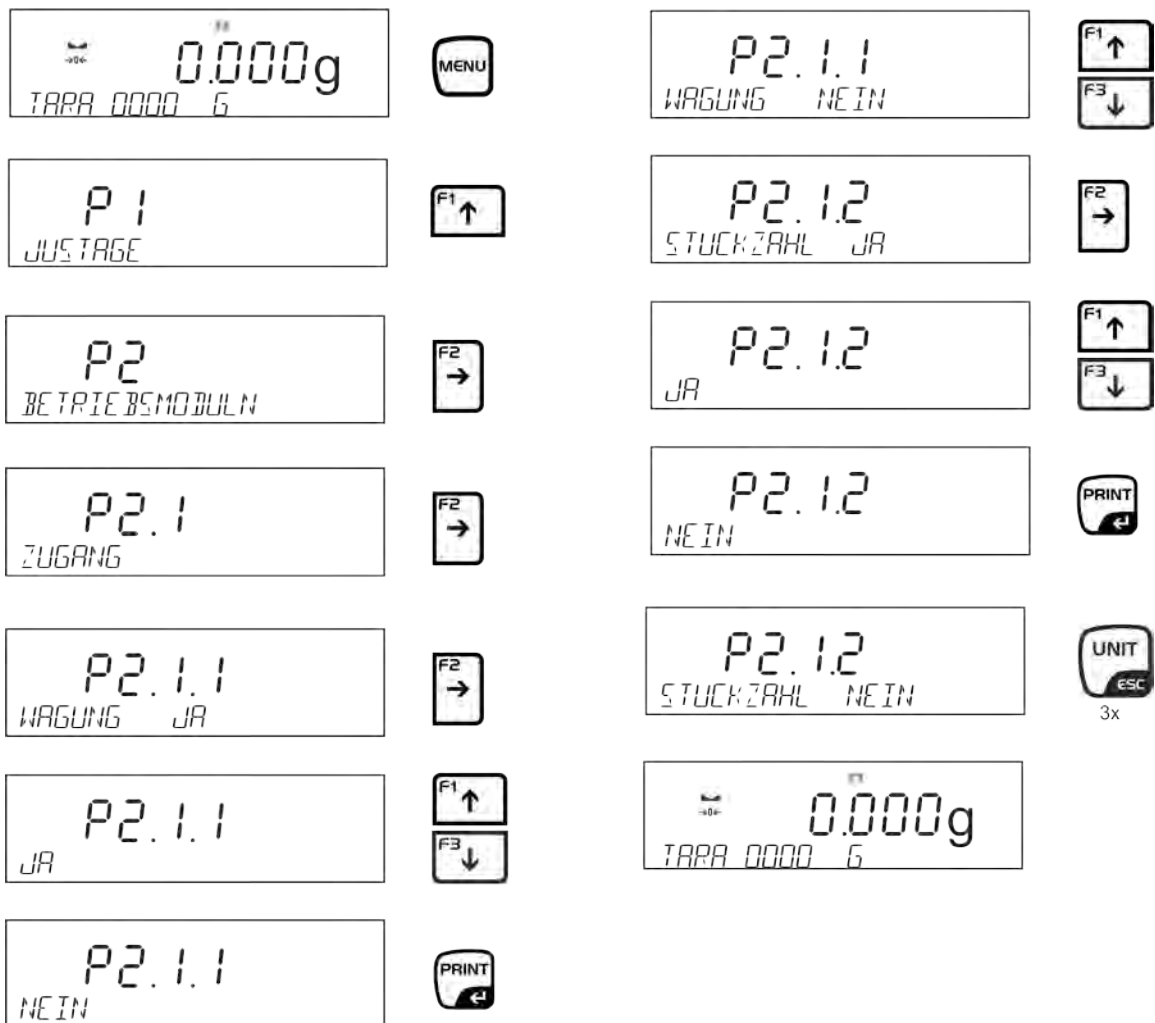 0.000g
TARA 0000 G
MENU
P1
JUSTAGE
F1 ↑
P2
BETRIEBSMODULN
F2 →
P2.1
ZUGANG
F2 →
P2.1.1
WAGUNG JA
F2 →
P2.1.1
JA
F1 ↑
F3 ↓
P2.1.1
NEIN
PRINT
P2.1.1
WAGUNG NEIN
F1 ↑
F3 ↓
P2.1.2
STUCKZAHL JA
F2 →
P2.1.2
JA
F1 ↑
F3 ↓
P2.1.2
NEIN
PRINT
P2.1.2
STUCKZAHL NEIN
UNIT
ESC
3x
→0←
0.000g
TARA 0000 G